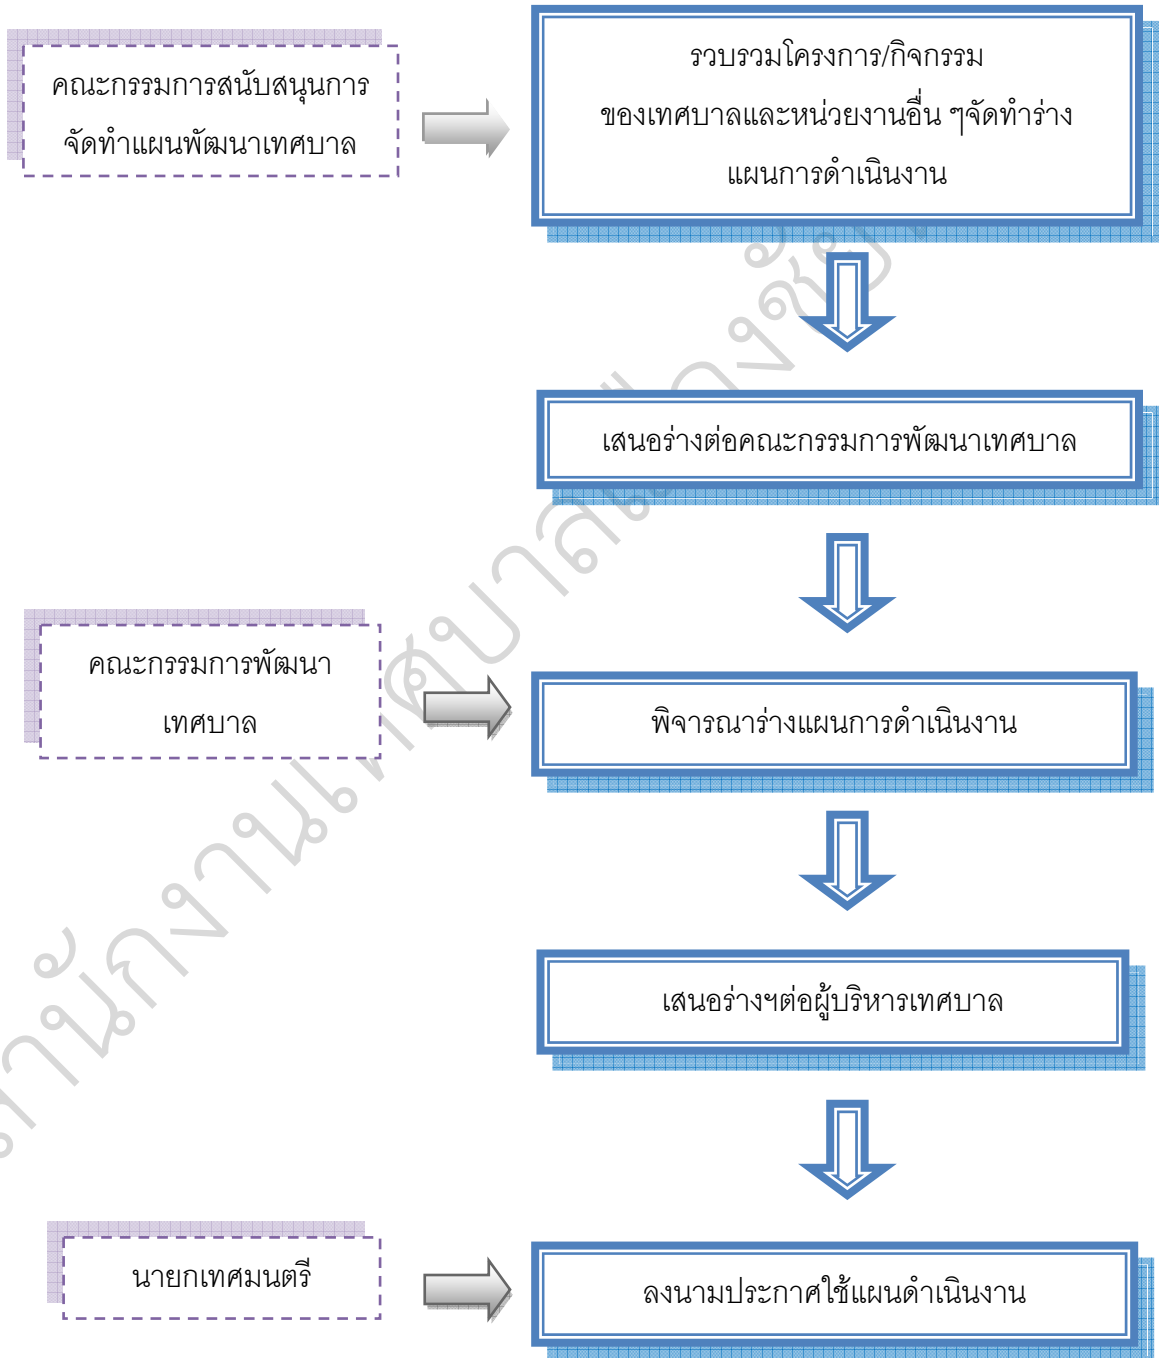 คณะกรรมการสนับสนุนการ
จัดทำแผนพัฒนาเทศบาล
รวบรวมโครงการ/กิจกรรม
ของเทศบาลและหน่วยงานอื่น ๆจัดทำร่าง
แผนการดำเนินงาน
เสนอร่างต่อคณะกรรมการพัฒนาเทศบาล
คณะกรรมการพัฒนา
เทศบาล
พิจารณาร่างแผนการดำเนินงาน
เสนอร่างฯต่อผู้บริหารเทศบาล
นายกเทศมนตรี
ลงนามประกาศใช้แผนดำเนินงาน